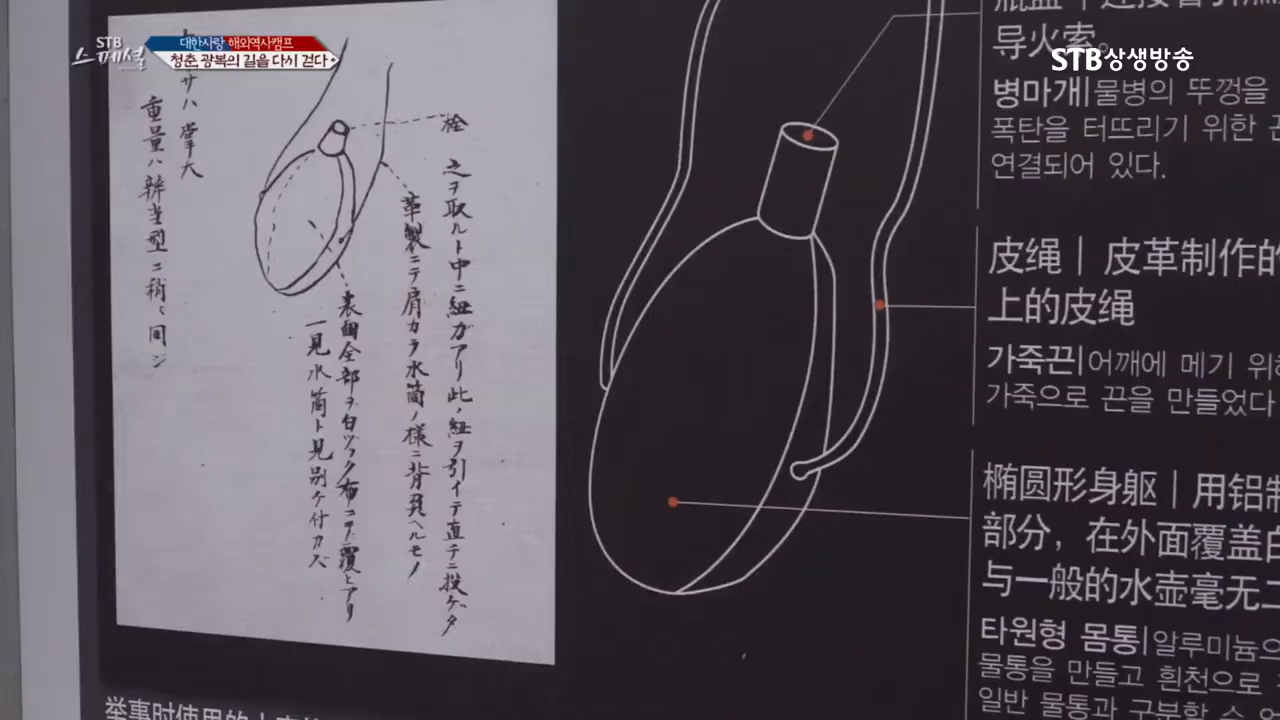 STB
스페셜
대한사랑 해외역사캠프
청춘, 광복의 길을 다시 걷다
STB상생방송
栓
之ヲ取ルト中ニ紐ガアリ此ノ紐ヲ引イテ直チニ投ゲタ
革製ニテ肩カラ水筒ノ様ニ背負ヘルモノ
表面全部ヲ白ヅック布ニテ覆ヒアリ
一見水筒ト見別ケ付カズ
サハ掌大
重量ハ辨当型ニ稍々同ジ
导火索。
병마개|물병의 뚜껑을
폭탄을 터뜨리기 위한
연결되어 있다.
皮绳|皮革制作的
上的皮绳
가죽끈|어깨에 메기 위해
가죽으로 끈을 만들었다
椭圆形身躯|用铝制
部分，在外面覆盖白
与一般的水壶毫无二
타원형 몸통|알루미늄으
물통을 만들고 흰천으로
일반 물통과 구분할 수
举事时使用的